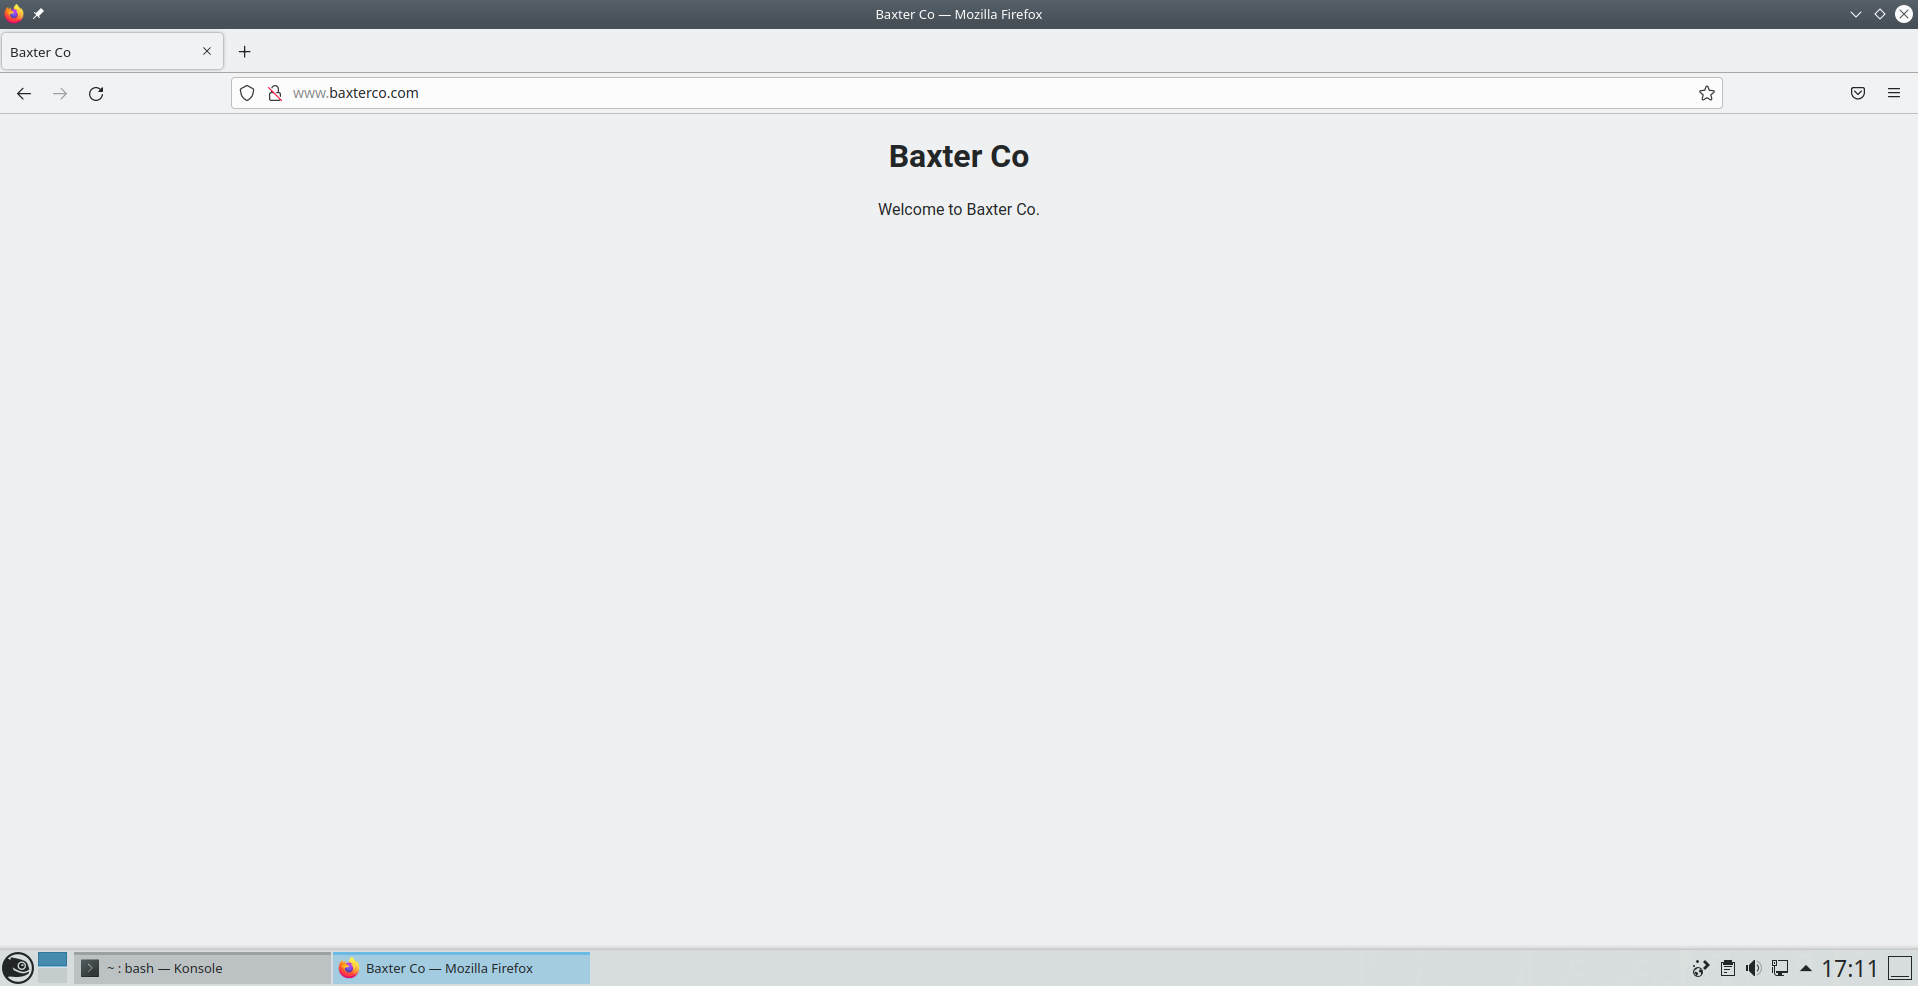 Baxter Co — Mozilla Firefox
Baxter Co
www.baxterco.com
Baxter Co
Welcome to Baxter Co.
~ : bash — Konsole
Baxter Co — Mozilla Firefox
17:11